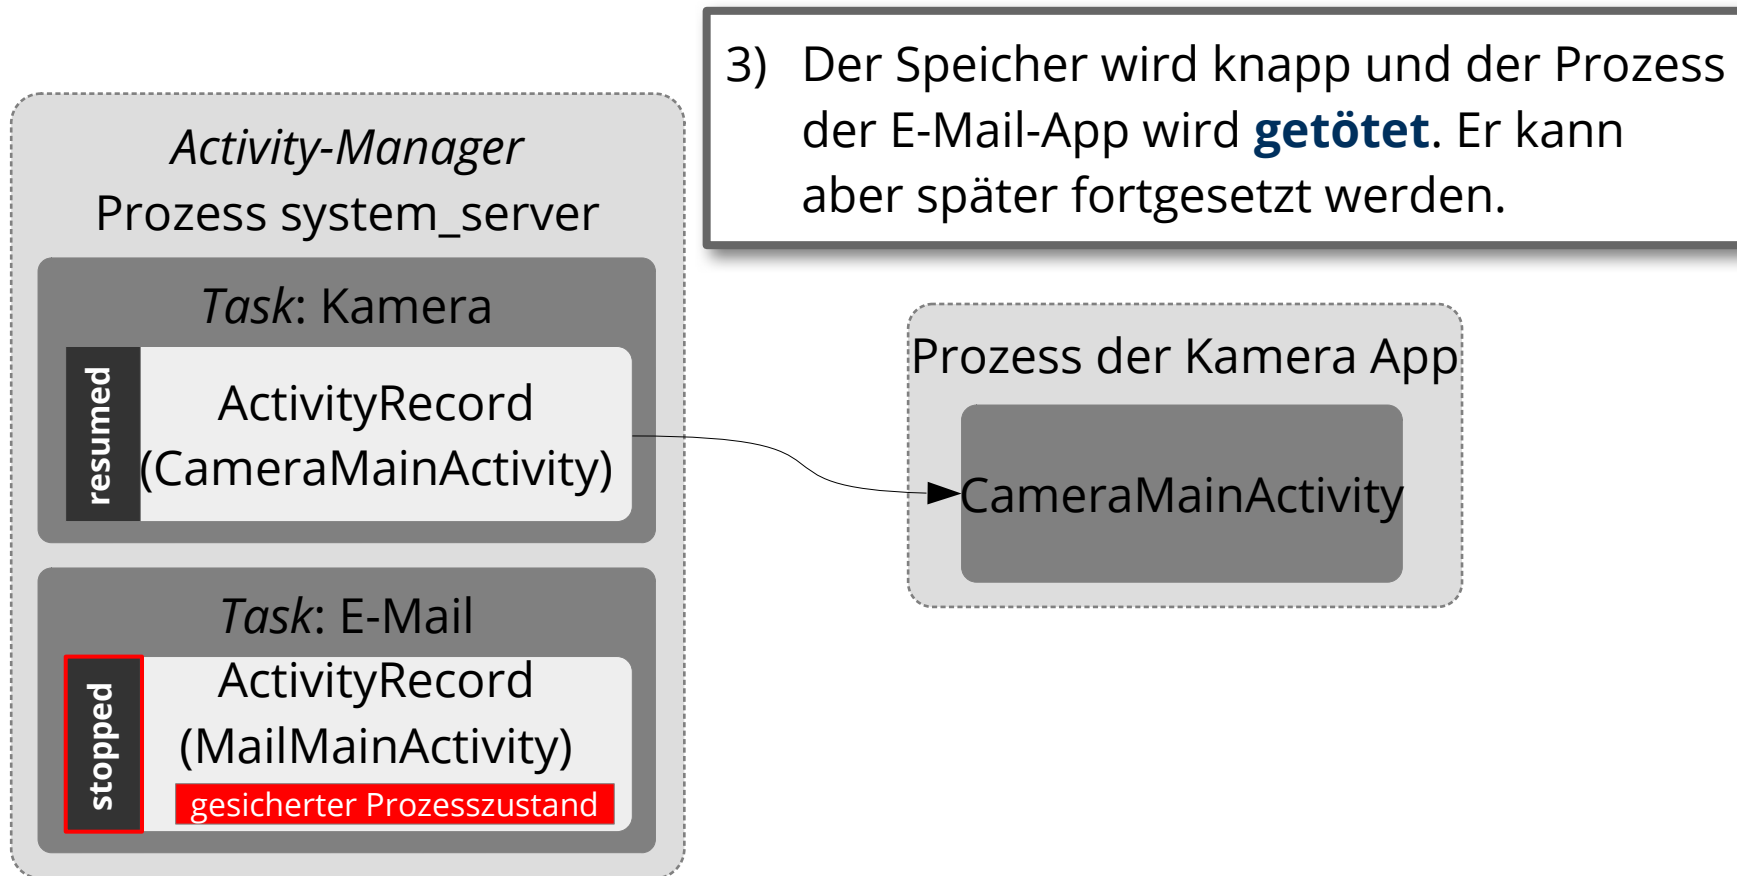 3) Der Speicher wird knapp und der Prozess
der E-Mail-App wird getötet. Er kann
aber später fortgesetzt werden.
Activity-Manager
Prozess system_server
Task: Kamera
resumed
ActivityRecord
(CameraMainActivity)
Prozess der Kamera App
CameraMainActivity
Task: E-Mail
stopped
ActivityRecord
(MailMainActivity)
gesicherter Prozesszustand